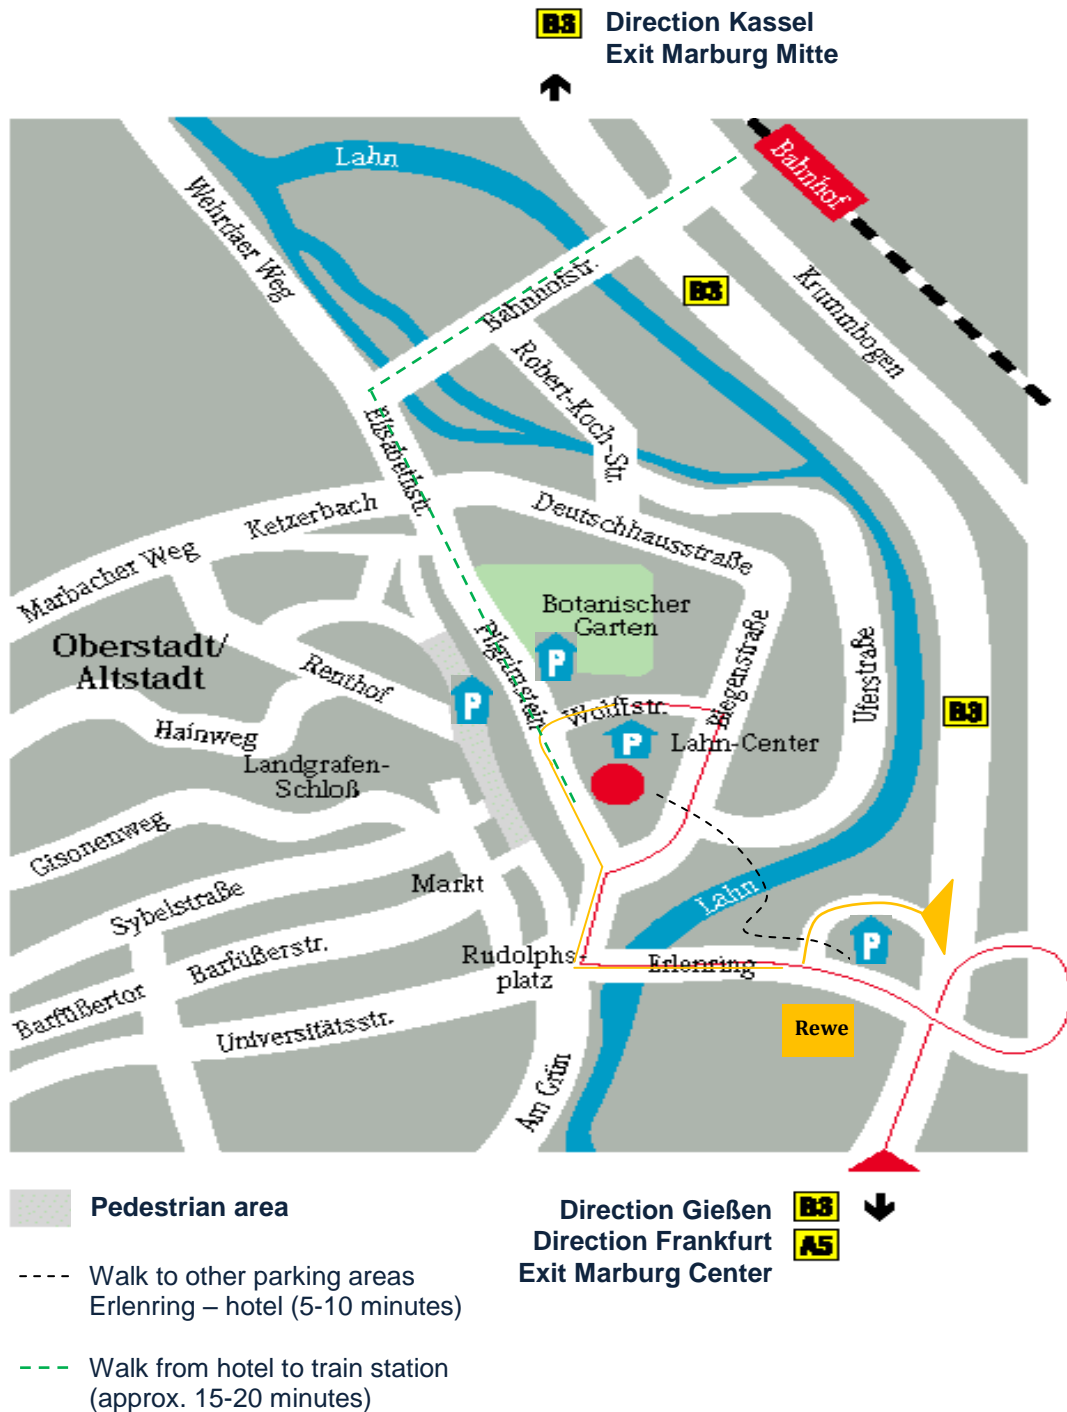 B3
Direction Kassel
Exit Marburg Mitte
Lahn
Bahnhof
Wehrdaer Weg
Bahnhofstr.
B3
Krummbogen
Robert-Koch-Str.
Elisabethstr.
Ketzerbach
Deutschhausstraße
Marbacher Weg
Botanischer
Garten
Oberstadt/
Altstadt
Pilgrimstein
P
Biegenstraße
Uferstraße
Renthof
P
Wolffstr.
B3
Hainweg
P
Lahn-Center
Landgrafen-
Schloß
Gisonenweg
Markt
Sybelstraße
Lahn
Barfüßerstr.
Rudolphs-
platz
Erlenring
P
Barfüßertor
Universitätsstr.
Rewe
Am Grün
Pedestrian area
Direction Gießen
B3
Direction Frankfurt
A5
Exit Marburg Center
Walk to other parking areas
Erlenring – hotel (5-10 minutes)
Walk from hotel to train station
(approx. 15-20 minutes)